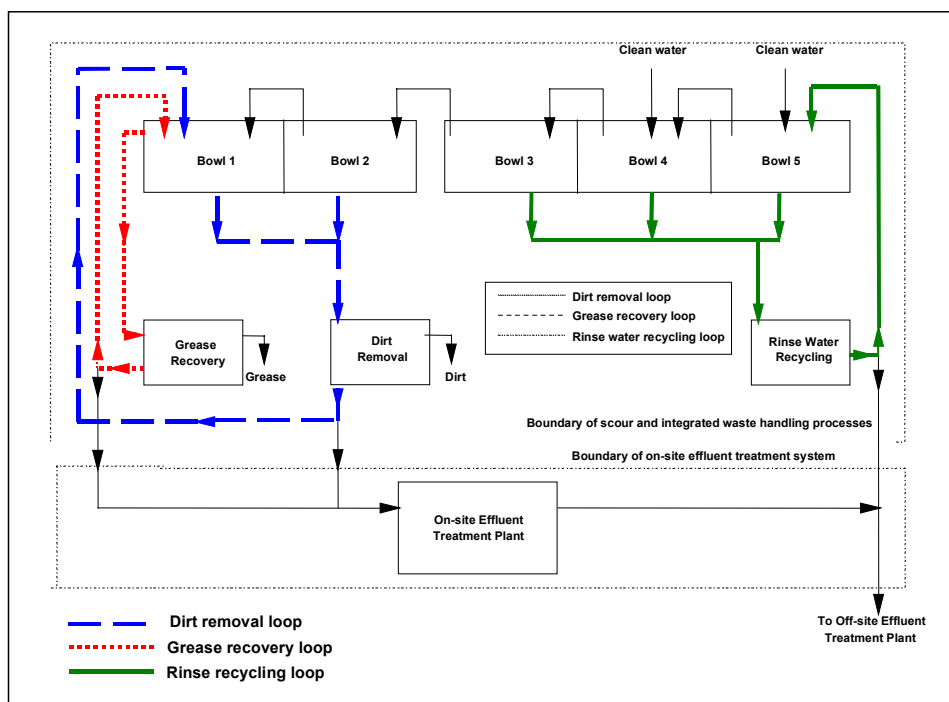 Clean water
Clean water
Bowl 1
Bowl 2
Bowl 3
Bowl 4
Bowl 5
Dirt removal loop
Grease recovery loop
Rinse water recycling loop
Grease
Recovery
Grease
Dirt
Removal
Dirt
Rinse Water
Recycling
Boundary of scour and integrated waste handling processes
Boundary of on-site effluent treatment system
On-site Effluent
Treatment Plant
To Off-site Effluent
Treatment Plant
Dirt removal loop
Grease recovery loop
Rinse recycling loop